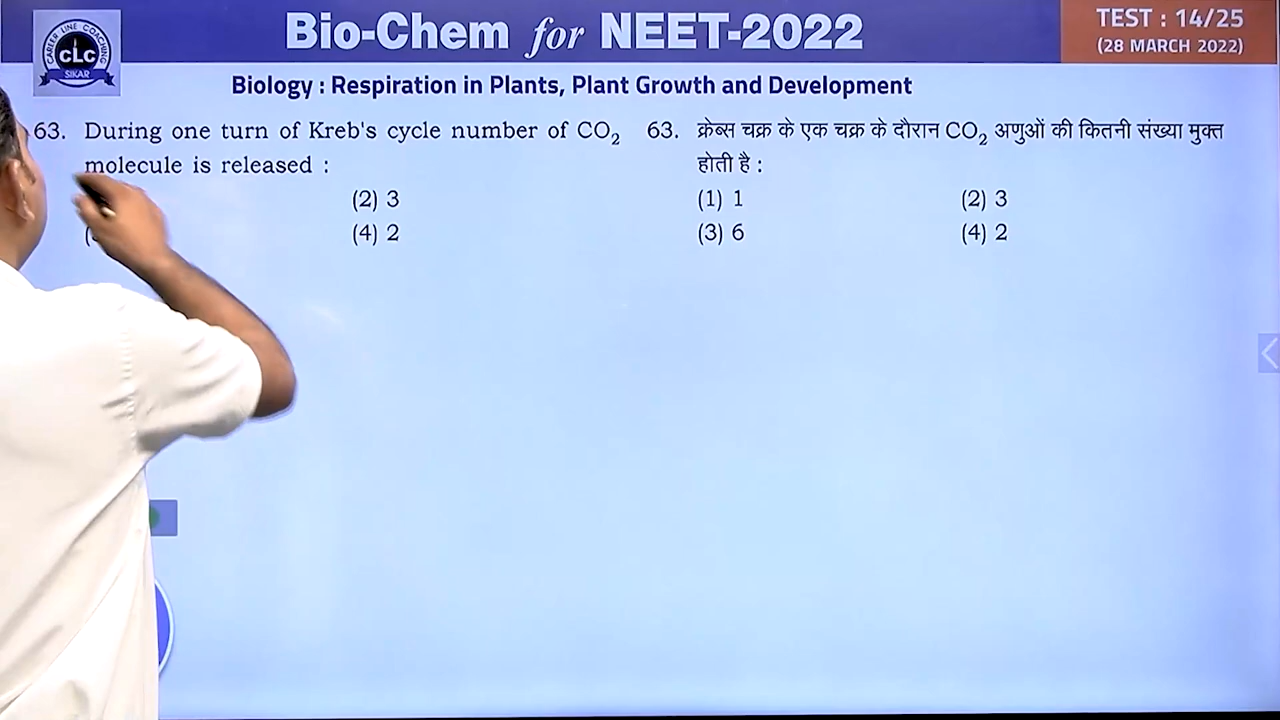 CAREER LINE COACHING
CLC
SIKAR
Bio-Chem for NEET-2022
TEST : 14/25
(28 MARCH 2022)
Biology : Respiration in Plants, Plant Growth and Development
63. During one turn of Kreb's cycle number of CO₂
molecule is released :
(2) 3
(4) 2
63. क्रेब्स चक्र के एक चक्र के दौरान CO₂ अणुओं की कितनी संख्या मुक्त
होती है :
(1) 1 (2) 3
(3) 6 (4) 2